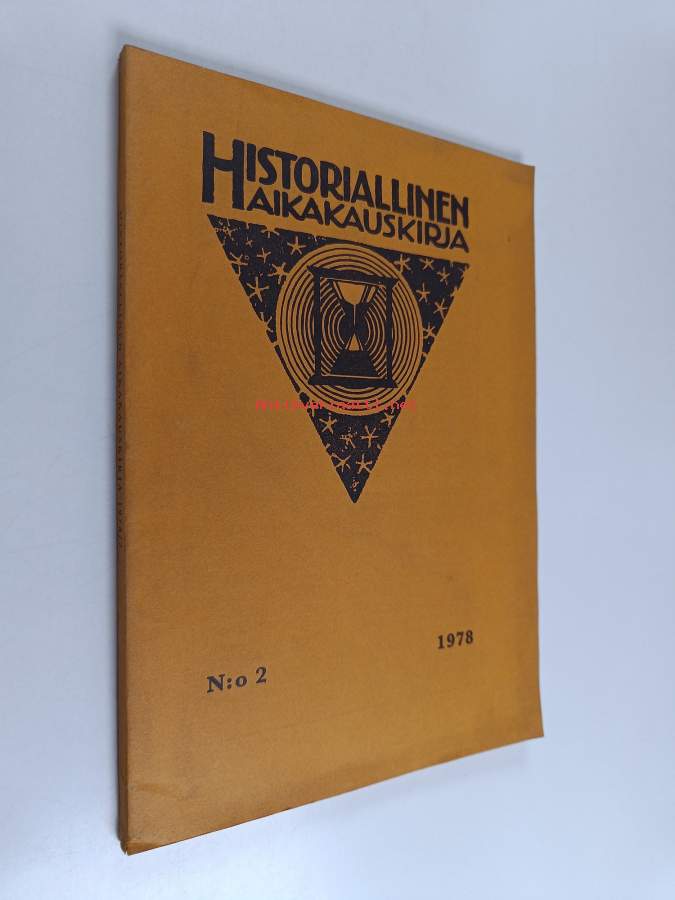 HISTORIALLINEN
AIKAKAUSKIRJA
N:o 2
1978